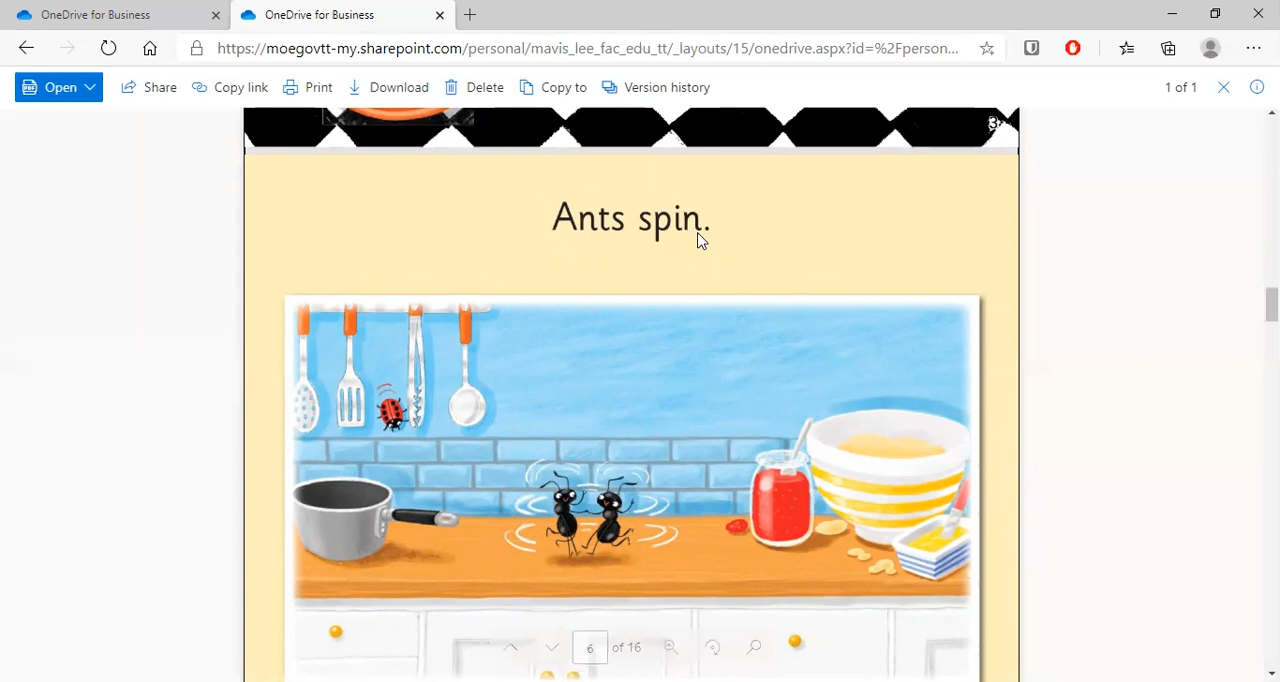 OneDrive for Business
OneDrive for Business
https://moegovtt-my.sharepoint.com/personal/mavis_lee_fac_edu_tt/_layouts/15/onedrive.aspx?id=%2Fperson...
Open
Share
Copy link
Print
Download
Delete
Copy to
Version history
1 of 1
3
Ants spin.
6 of 16